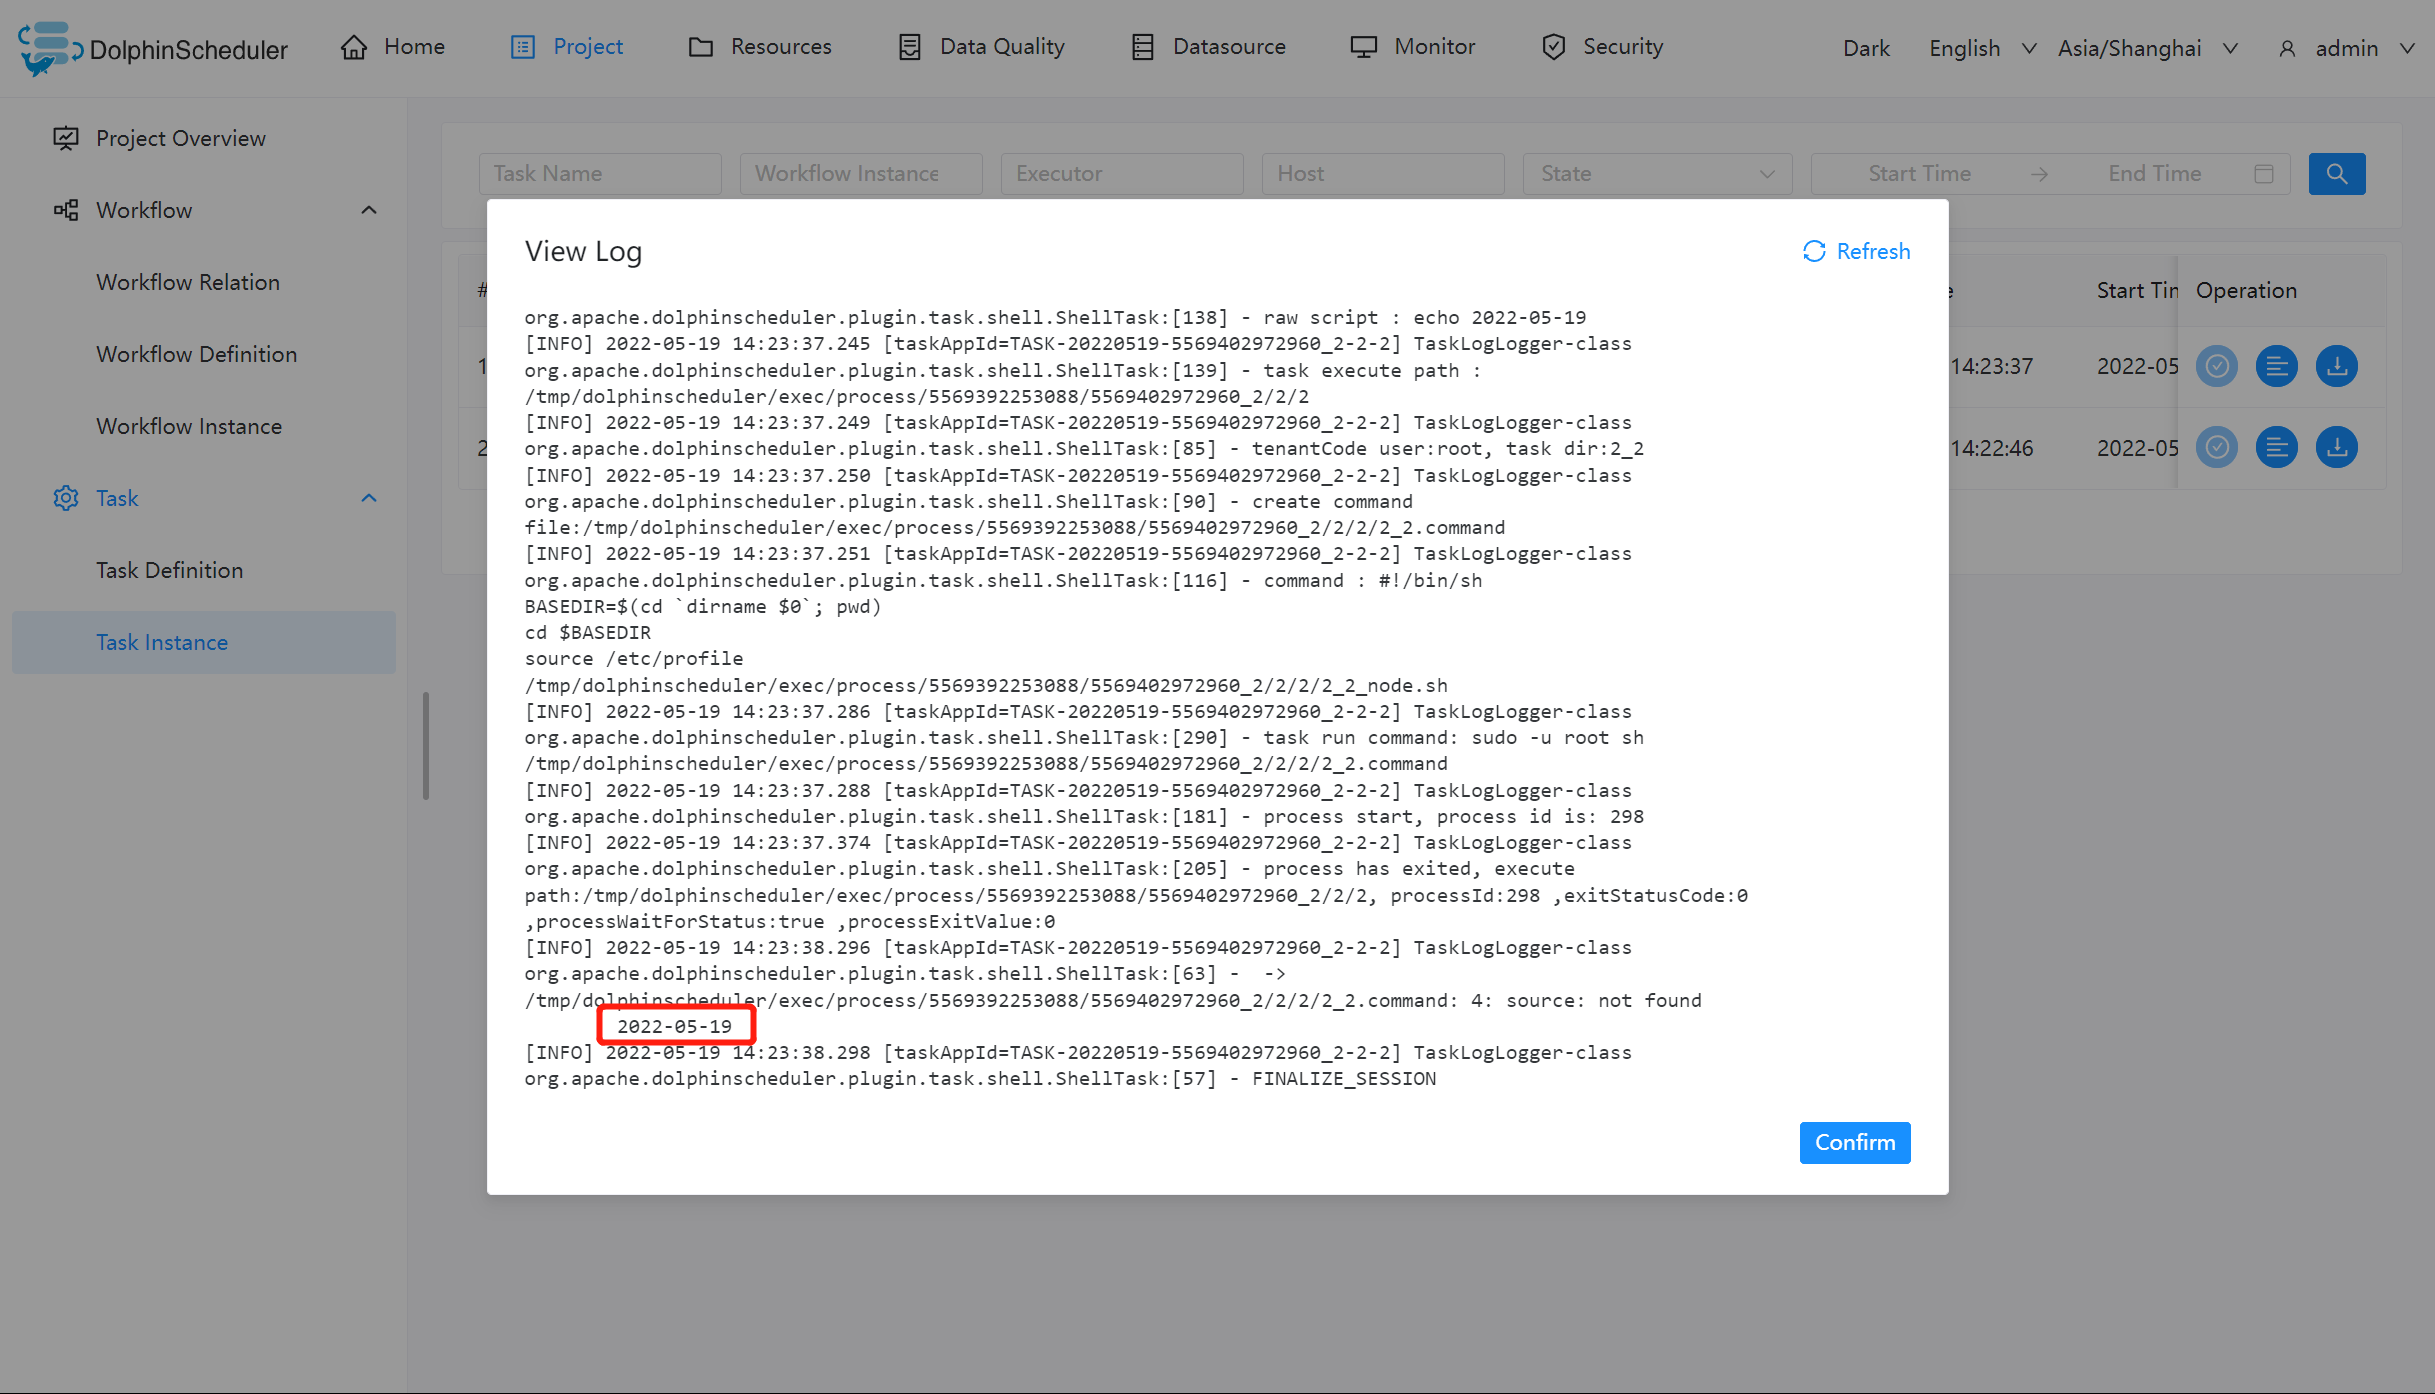 DolphinScheduler
Home
Project
Resources
Data Quality
Datasource
Monitor
Security
Dark
English
Asia/Shanghai
admin
Project Overview
Workflow
Workflow Relation
Workflow Definition
Workflow Instance
Task
Task Definition
Task Instance
Task Name
Workflow Instance
Executor
Host
State
Start Time
End Time
#
Start Tin
Operation
1
14:23:37
2022-05
2
14:22:46
2022-05
View Log
Refresh
org.apache.dolphinscheduler.plugin.task.shell.ShellTask:[138] - raw script : echo 2022-05-19
[INFO] 2022-05-19 14:23:37.245 [taskAppId=TASK-20220519-5569402972960_2-2-2] TaskLogLogger-class
org.apache.dolphinscheduler.plugin.task.shell.ShellTask:[139] - task execute path :
/tmp/dolphinscheduler/exec/process/5569392253088/5569402972960_2/2/2
[INFO] 2022-05-19 14:23:37.249 [taskAppId=TASK-20220519-5569402972960_2-2-2] TaskLogLogger-class
org.apache.dolphinscheduler.plugin.task.shell.ShellTask:[85] - tenantCode user:root, task dir:2_2
[INFO] 2022-05-19 14:23:37.250 [taskAppId=TASK-20220519-5569402972960_2-2-2] TaskLogLogger-class
org.apache.dolphinscheduler.plugin.task.shell.ShellTask:[90] - create command
file:/tmp/dolphinscheduler/exec/process/5569392253088/5569402972960_2/2/2/2_2.command
[INFO] 2022-05-19 14:23:37.251 [taskAppId=TASK-20220519-5569402972960_2-2-2] TaskLogLogger-class
org.apache.dolphinscheduler.plugin.task.shell.ShellTask:[116] - command : #!/bin/sh
BASEDIR=$(cd `dirname $0`; pwd)
cd $BASEDIR
source /etc/profile
/tmp/dolphinscheduler/exec/process/5569392253088/5569402972960_2/2/2/2_2_node.sh
[INFO] 2022-05-19 14:23:37.286 [taskAppId=TASK-20220519-5569402972960_2-2-2] TaskLogLogger-class
org.apache.dolphinscheduler.plugin.task.shell.ShellTask:[290] - task run command: sudo -u root sh
/tmp/dolphinscheduler/exec/process/5569392253088/5569402972960_2/2/2/2_2.command
[INFO] 2022-05-19 14:23:37.288 [taskAppId=TASK-20220519-5569402972960_2-2-2] TaskLogLogger-class
org.apache.dolphinscheduler.plugin.task.shell.ShellTask:[181] - process start, process id is: 298
[INFO] 2022-05-19 14:23:37.374 [taskAppId=TASK-20220519-5569402972960_2-2-2] TaskLogLogger-class
org.apache.dolphinscheduler.plugin.task.shell.ShellTask:[205] - process has exited, execute
path:/tmp/dolphinscheduler/exec/process/5569392253088/5569402972960_2/2/2, processId:298 ,exitStatusCode:0
,processWaitForStatus:true ,processExitValue:0
[INFO] 2022-05-19 14:23:38.296 [taskAppId=TASK-20220519-5569402972960_2-2-2] TaskLogLogger-class
org.apache.dolphinscheduler.plugin.task.shell.ShellTask:[63] -  ->
/tmp/dolphinscheduler/exec/process/5569392253088/5569402972960_2/2/2/2_2.command: 4: source: not found
2022-05-19
[INFO] 2022-05-19 14:23:38.298 [taskAppId=TASK-20220519-5569402972960_2-2-2] TaskLogLogger-class
org.apache.dolphinscheduler.plugin.task.shell.ShellTask:[57] - FINALIZE_SESSION
Confirm